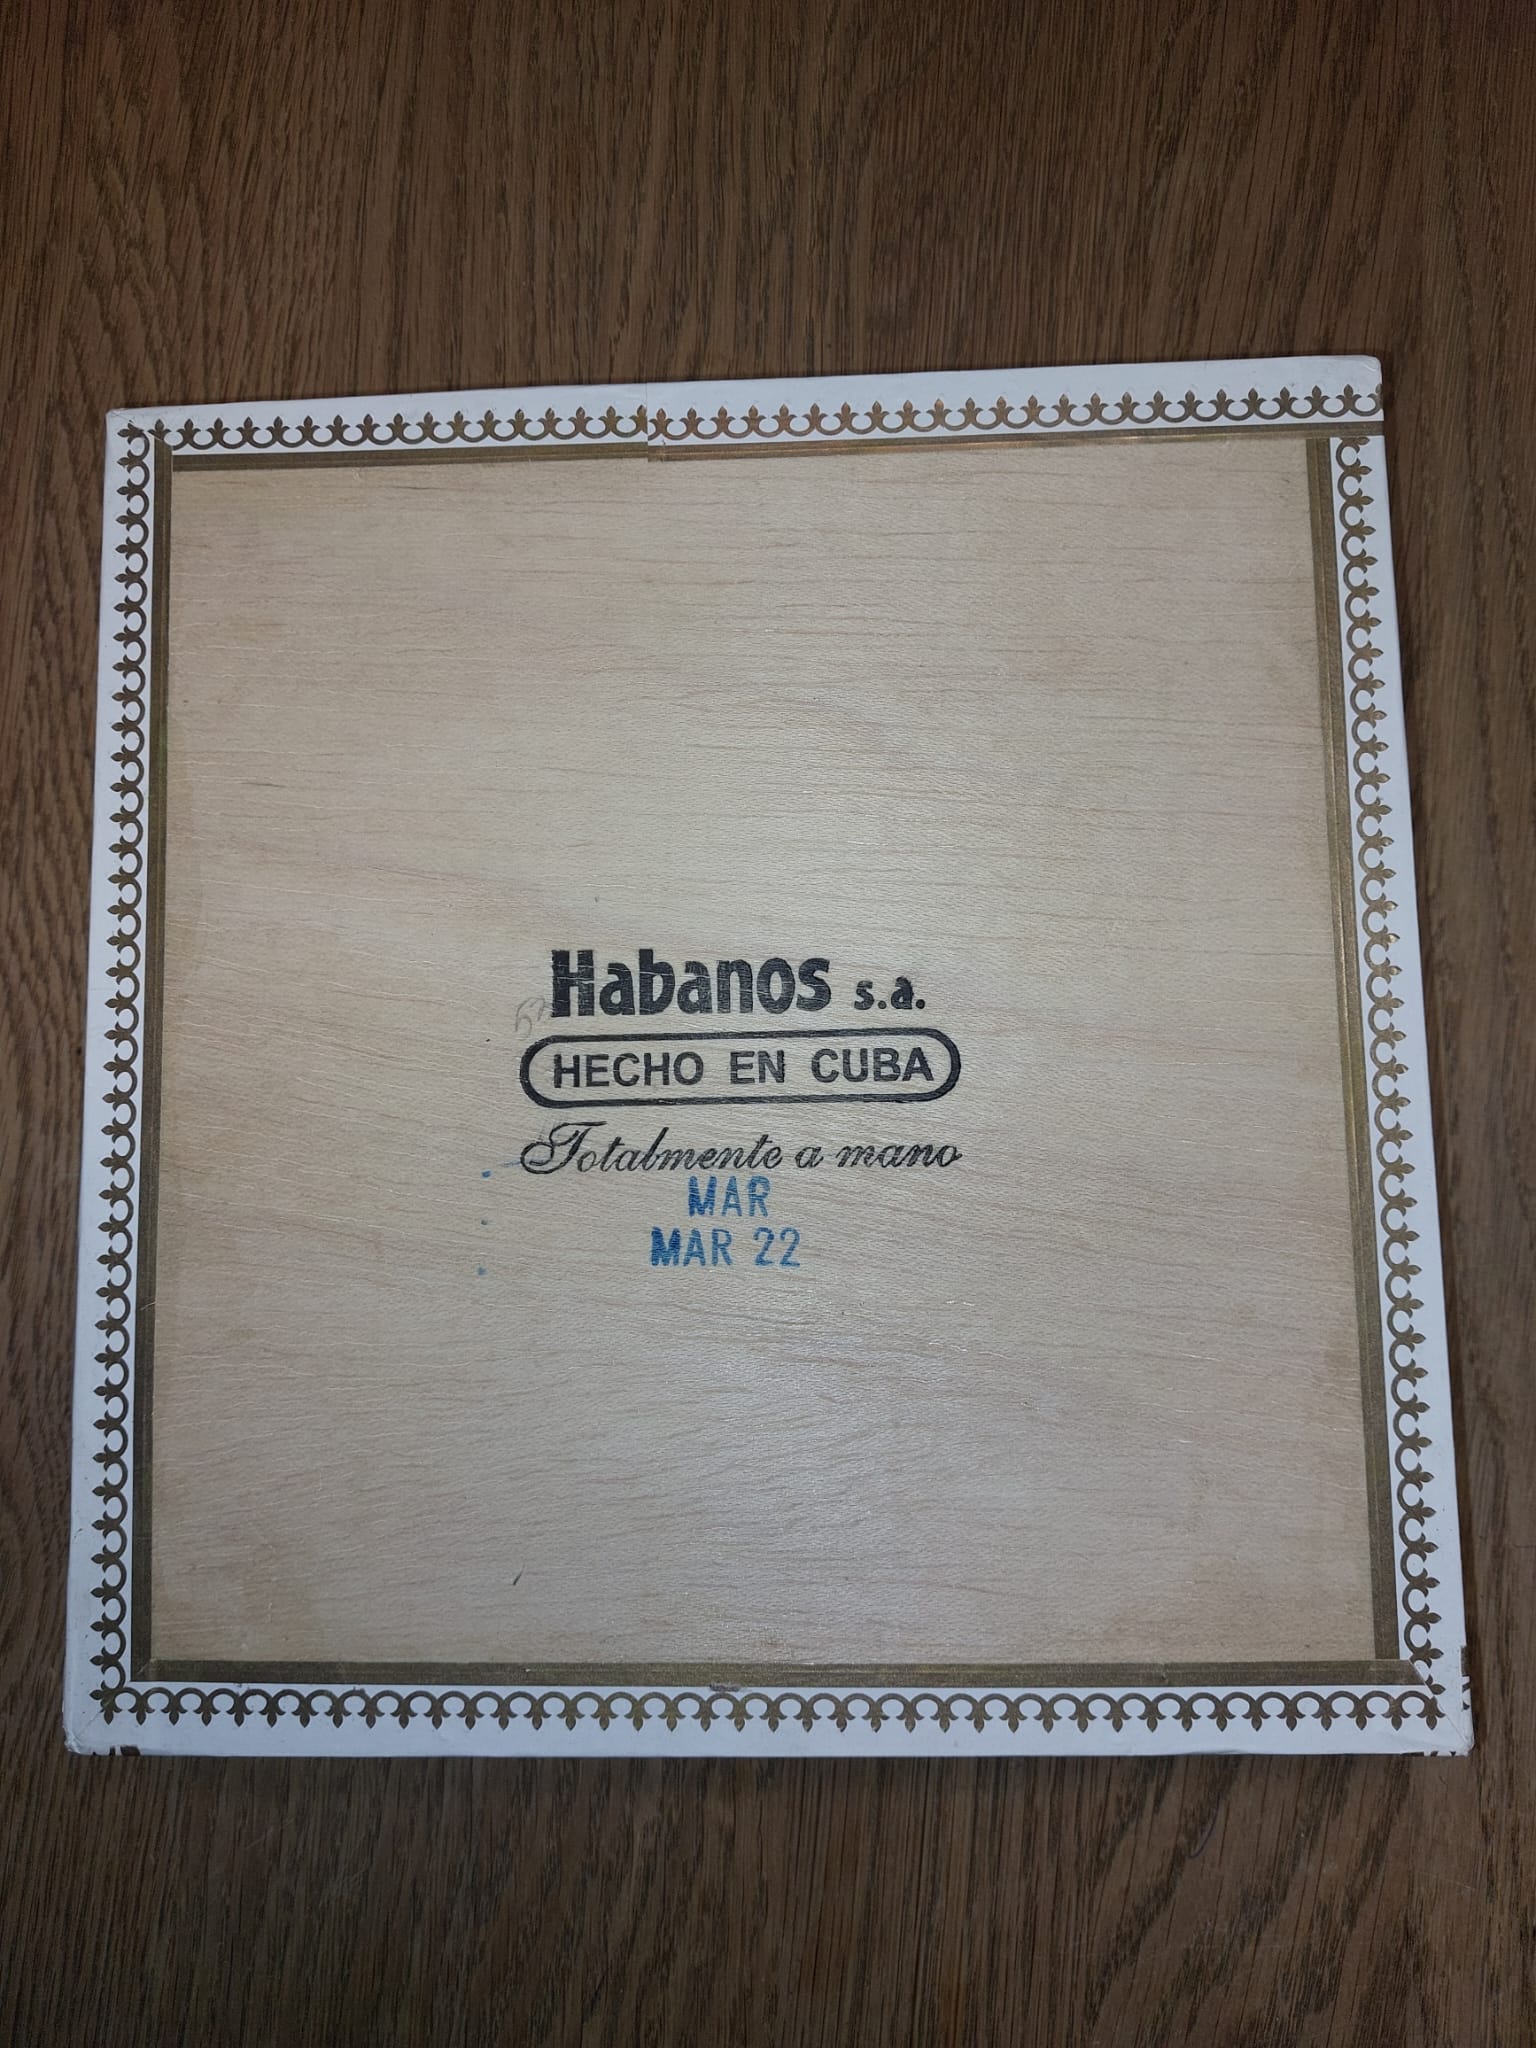 Habanos s.a.
HECHO EN CUBA
Totalmente a mano
MAR
MAR 22